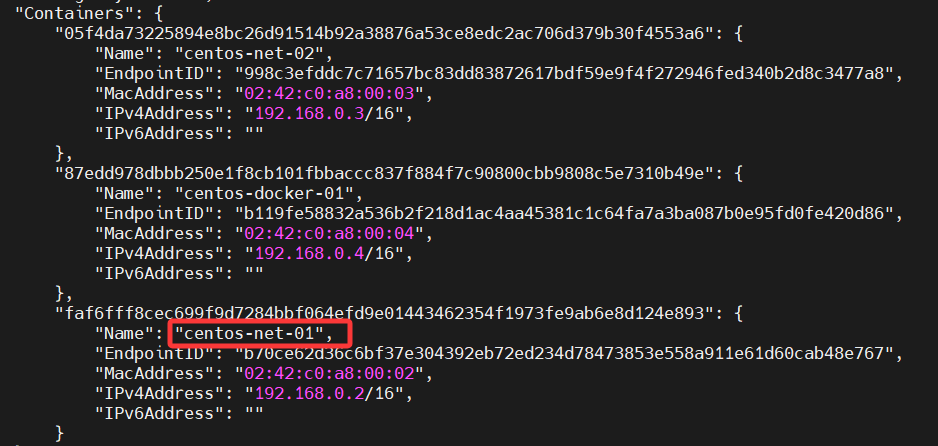 "Containers": {
"05f4da73225894e8bc26d91514b92a38876a53ce8edc2ac706d379b30f4553a6": {
"Name": "centos-net-02",
"EndpointID": "998c3efddc7c71657bc83dd83872617bdf59e9f4f272946fed340b2d8c3477a8",
"MacAddress": "02:42:c0:a8:00:03",
"IPv4Address": "192.168.0.3/16",
"IPv6Address": ""
},
"87edd978dbbb250e1f8cb101fbbaccc837f884f7c90800cbb9808c5e7310b49e": {
"Name": "centos-docker-01",
"EndpointID": "b119fe58832a536b2f218d1ac4aa45381c1c64fa7a3ba087b0e95fd0fe420d86",
"MacAddress": "02:42:c0:a8:00:04",
"IPv4Address": "192.168.0.4/16",
"IPv6Address": ""
},
"faf6fff8cec699f9d7284bbf064efd9e01443462354f1973fe9ab6e8d124e893": {
"Name": "centos-net-01",
"EndpointID": "b70ce62d36c6bf37e304392eb72ed234d78473853e558a911e61d60cab48e767",
"MacAddress": "02:42:c0:a8:00:02",
"IPv4Address": "192.168.0.2/16",
"IPv6Address": ""
}